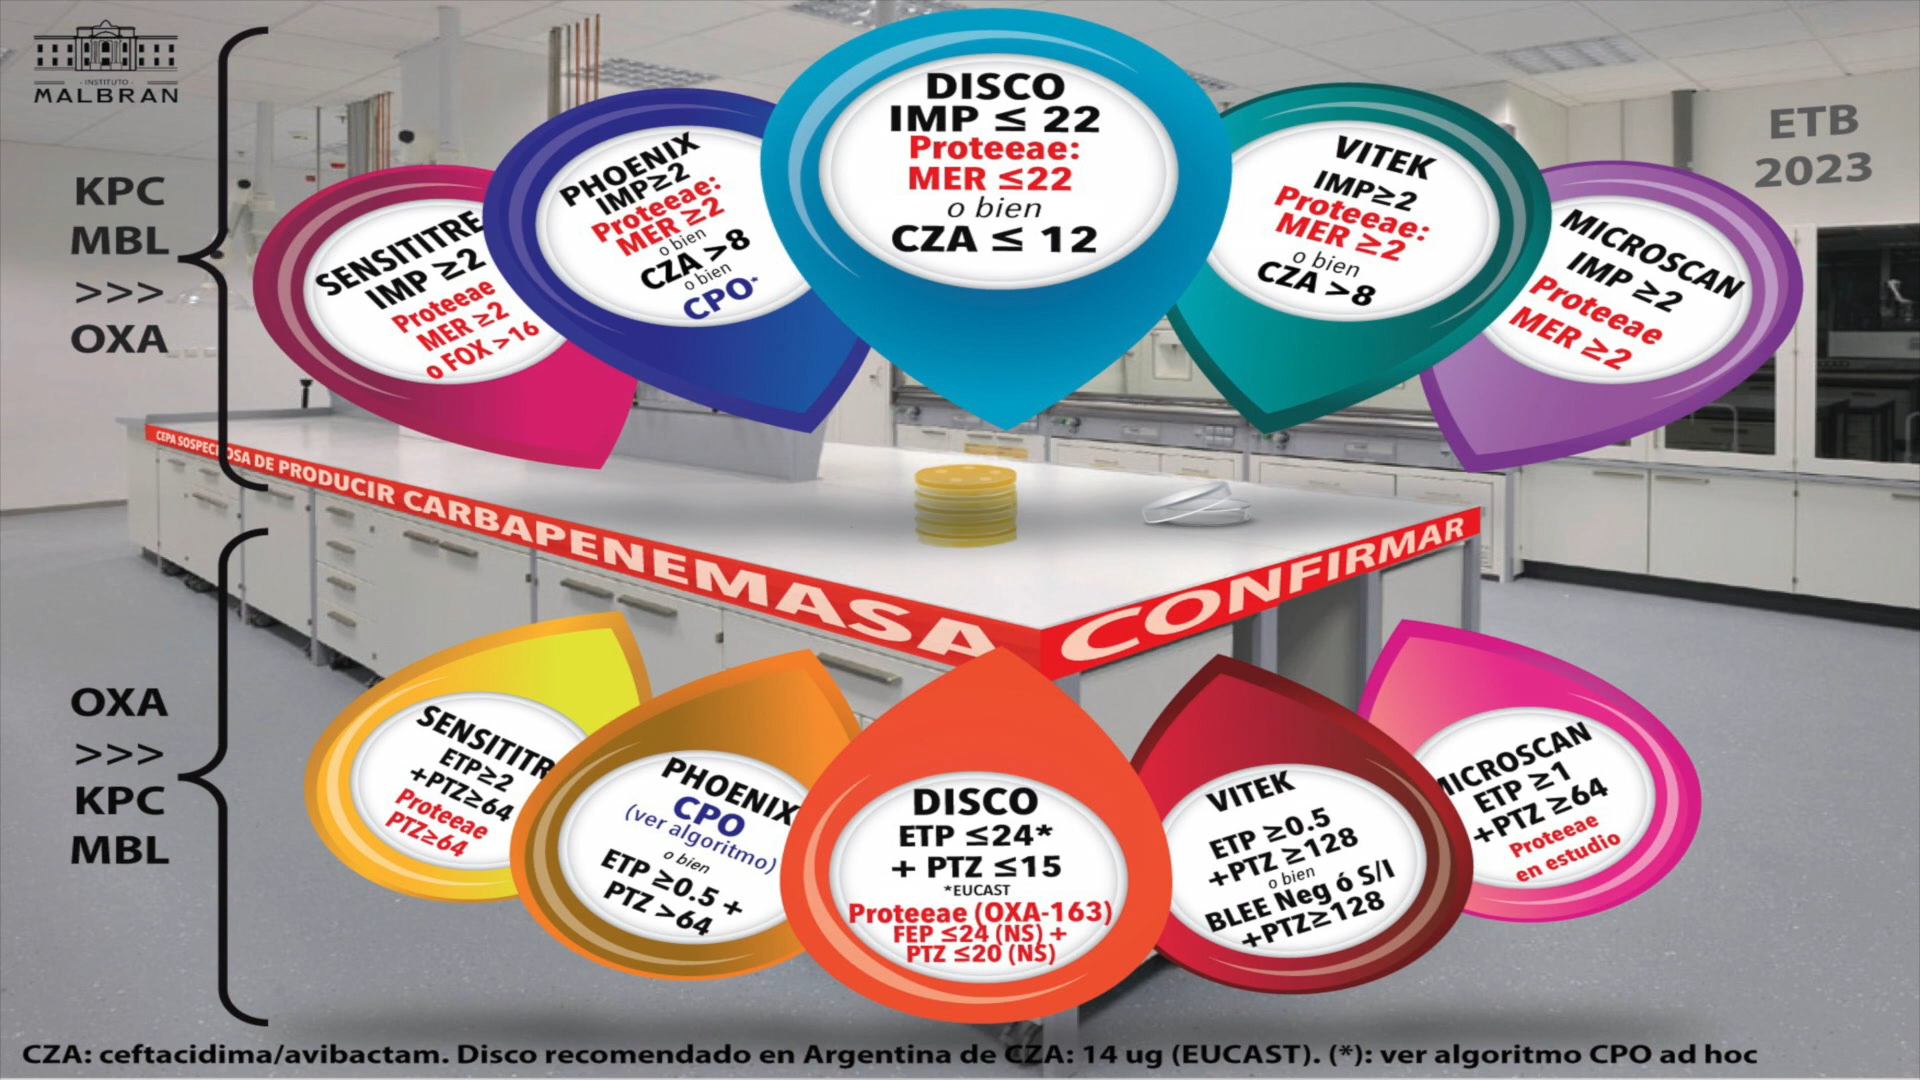 INSTITUTO
MALBRAN
ETB
2023
KPC
MBL
>>>
OXA
SENSITITRE
IMP ≥2
Proteeae
MER ≥2
o FOX >16
PHOENIX
IMP≥2
Proteeae:
MER ≥2
o bien
CZA >8
o bien
CPO*
DISCO
IMP ≤ 22
Proteeae:
MER ≤22
o bien
CZA ≤ 12
VITEK
IMP≥2
Proteeae:
MER ≥2
o bien
CZA >8
MICROSCAN
IMP ≥2
Proteeae
MER ≥2
CEPA SOSPECHOSA DE PRODUCIR CARBAPENEMASA CONFIRMAR
OXA
>>>
KPC
MBL
SENSITITR
ETP≥2
+PTZ≥64
Proteeae
PTZ≥64
PHOENIX
CPO
(ver algoritmo)
o bien
ETP ≥0.5 +
PTZ >64
DISCO
ETP ≤24*
+ PTZ ≤15
*EUCAST
Proteeae (OXA-163)
FEP ≤24 (NS) +
PTZ ≤20 (NS)
VITEK
ETP ≥0.5
+PTZ ≥128
o bien
BLEE Neg ó S/I
+PTZ≥128
MICROSCAN
ETP ≥1
+PTZ ≥64
Proteeae
en estudio
CZA: ceftacidima/avibactam. Disco recomendado en Argentina de CZA: 14 ug (EUCAST). (*): ver algoritmo CPO ad hoc